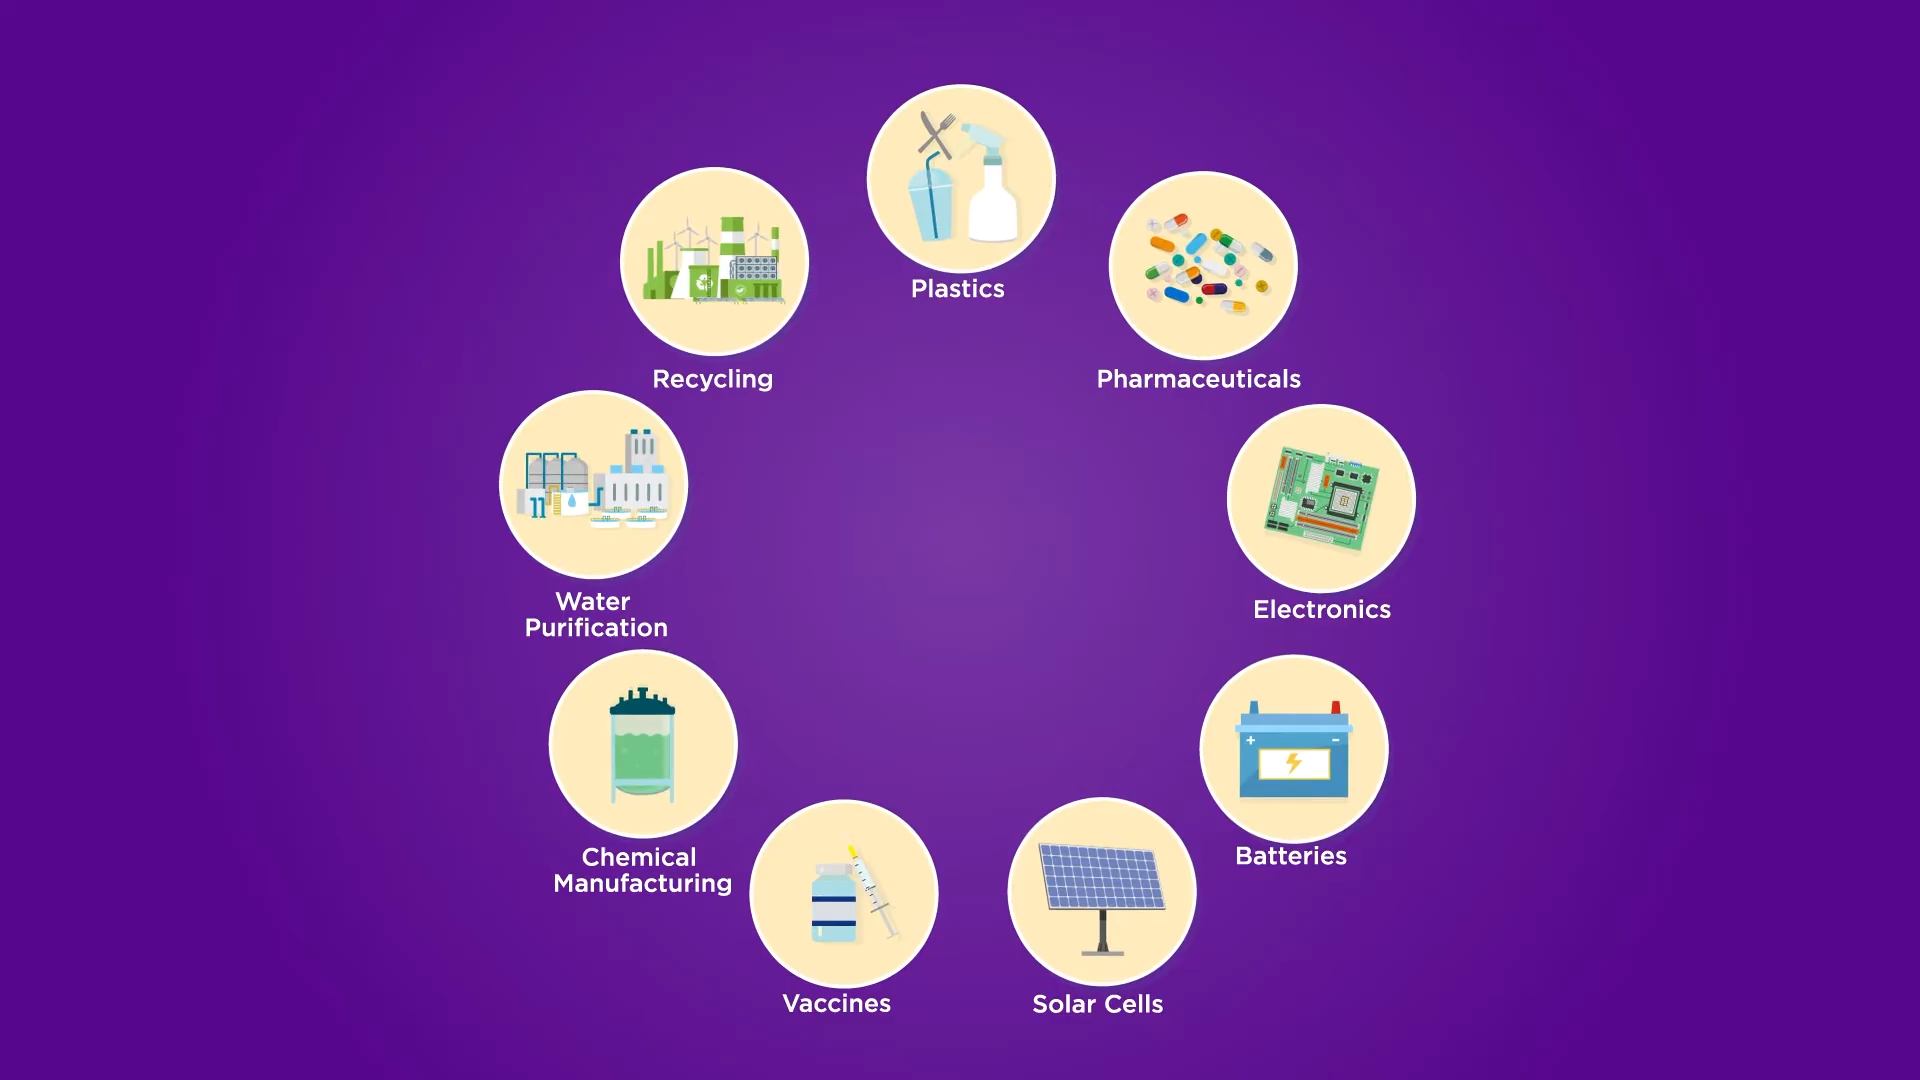 Plastics
Pharmaceuticals
Electronics
Batteries
Solar Cells
Vaccines
Chemical
Manufacturing
Water
Purification
Recycling